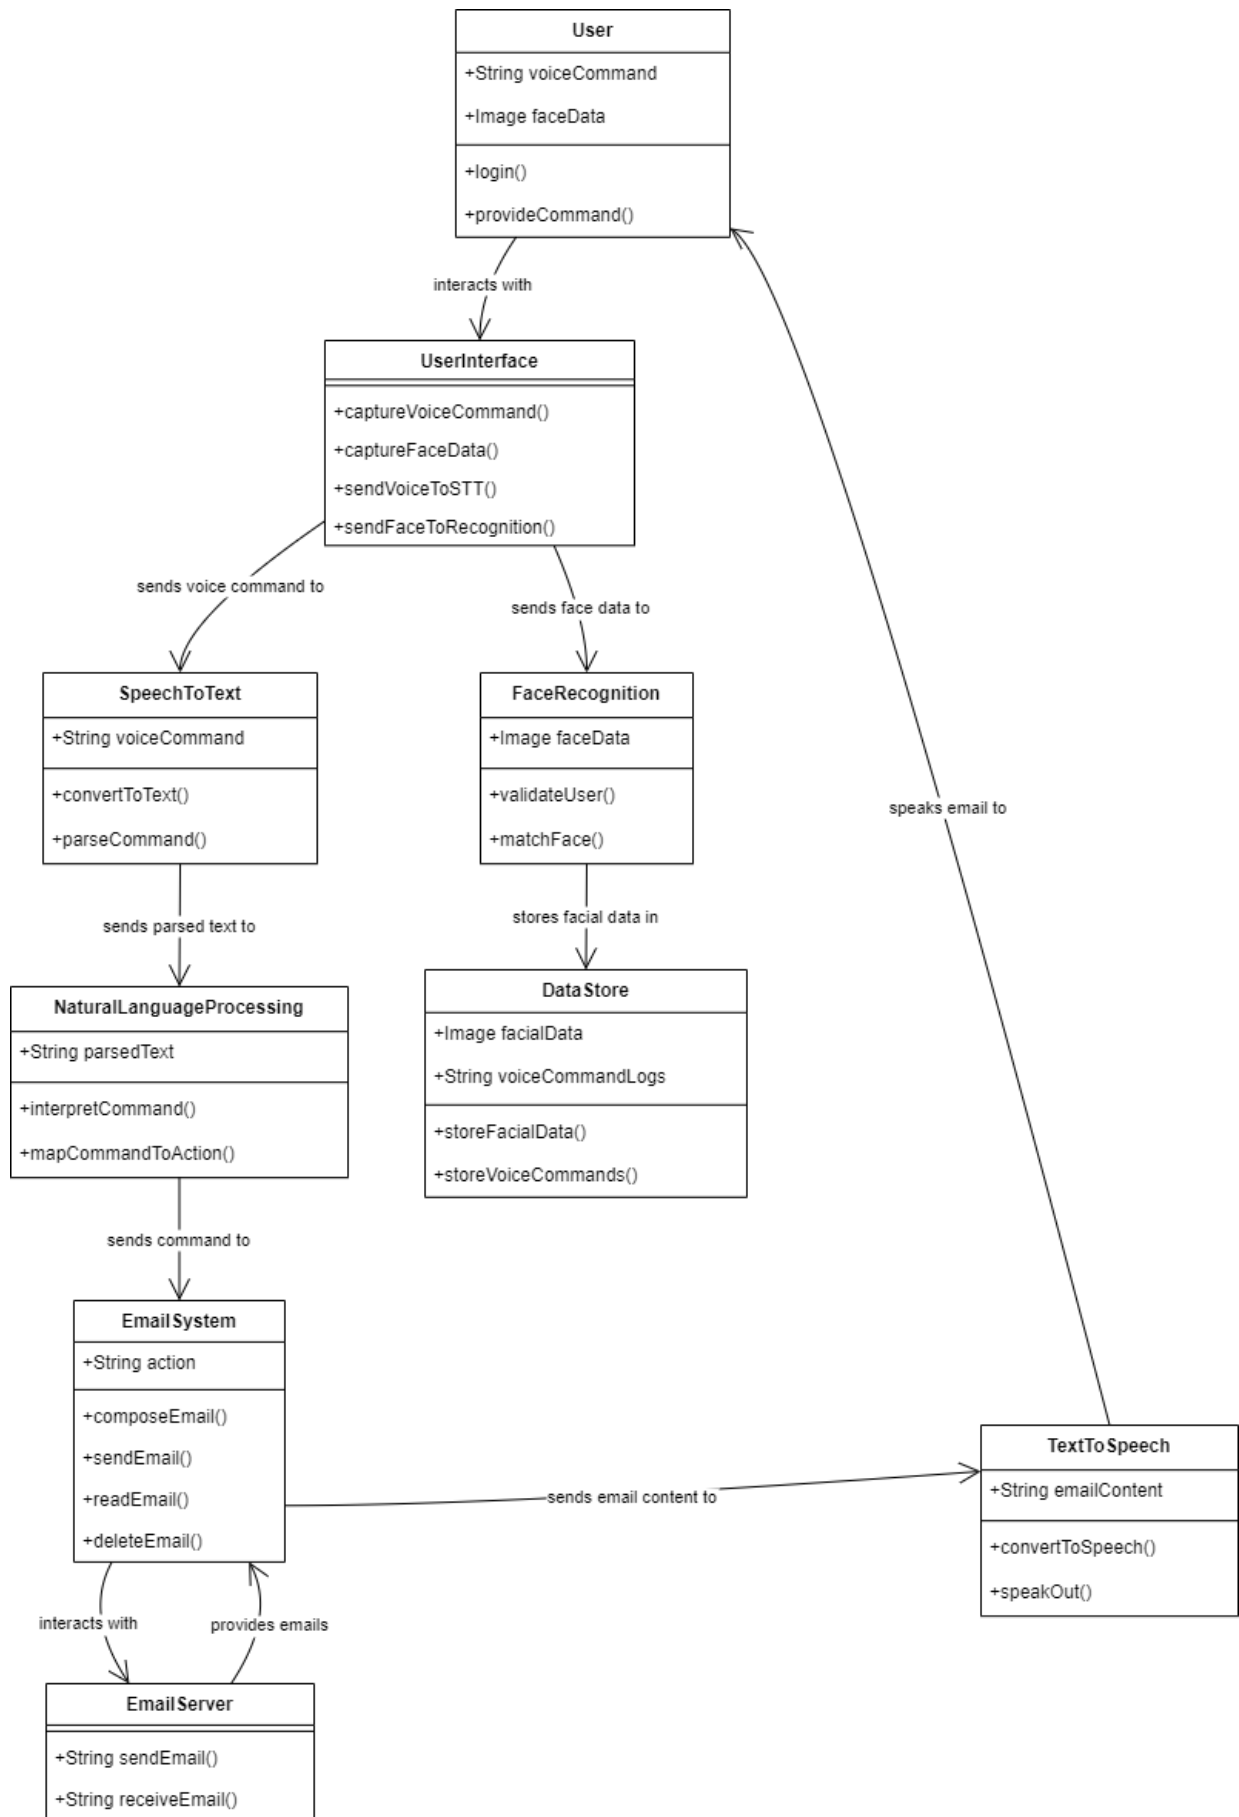 User
+String voiceCommand
+Image faceData
+login()
+provideCommand()
interacts with
UserInterface
+captureVoiceCommand()
+captureFaceData()
+sendVoiceToSTT()
+sendFaceToRecognition()
sends voice command to
sends face data to
SpeechToText
+String voiceCommand
+convertToText()
+parseCommand()
FaceRecognition
+Image faceData
+validateUser()
+matchFace()
speaks email to
sends parsed text to
stores facial data in
NaturalLanguageProcessing
+String parsedText
+interpretCommand()
+mapCommandToAction()
DataStore
+Image facialData
+String voiceCommandLogs
+storeFacialData()
+storeVoiceCommands()
sends command to
EmailSystem
+String action
+composeEmail()
+sendEmail()
+readEmail()
+deleteEmail()
sends email content to
TextToSpeech
+String emailContent
+convertToSpeech()
+speakOut()
interacts with
provides emails
EmailServer
+String sendEmail()
+String receiveEmail()